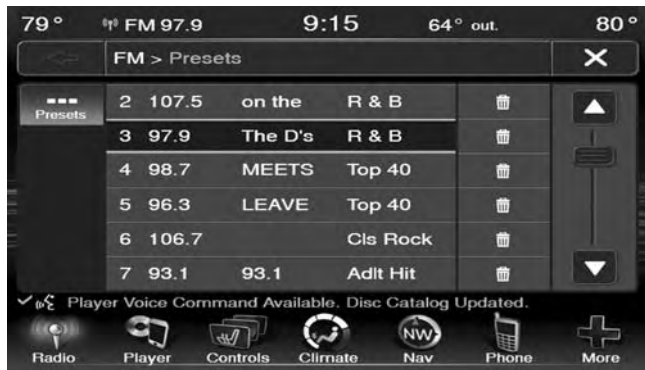 79° FM 97.9 9:15 64° out. 80°
FM > Presets
Presets
2 107.5 on the R & B
3 97.9 The D's R & B
4 98.7 MEETS Top 40
5 96.3 LEAVE Top 40
6 106.7 Cls Rock
7 93.1 93.1 Adlt Hit
Player Voice Command Available. Disc Catalog Updated.
NW
Radio Player Controls Climate Nav Phone More